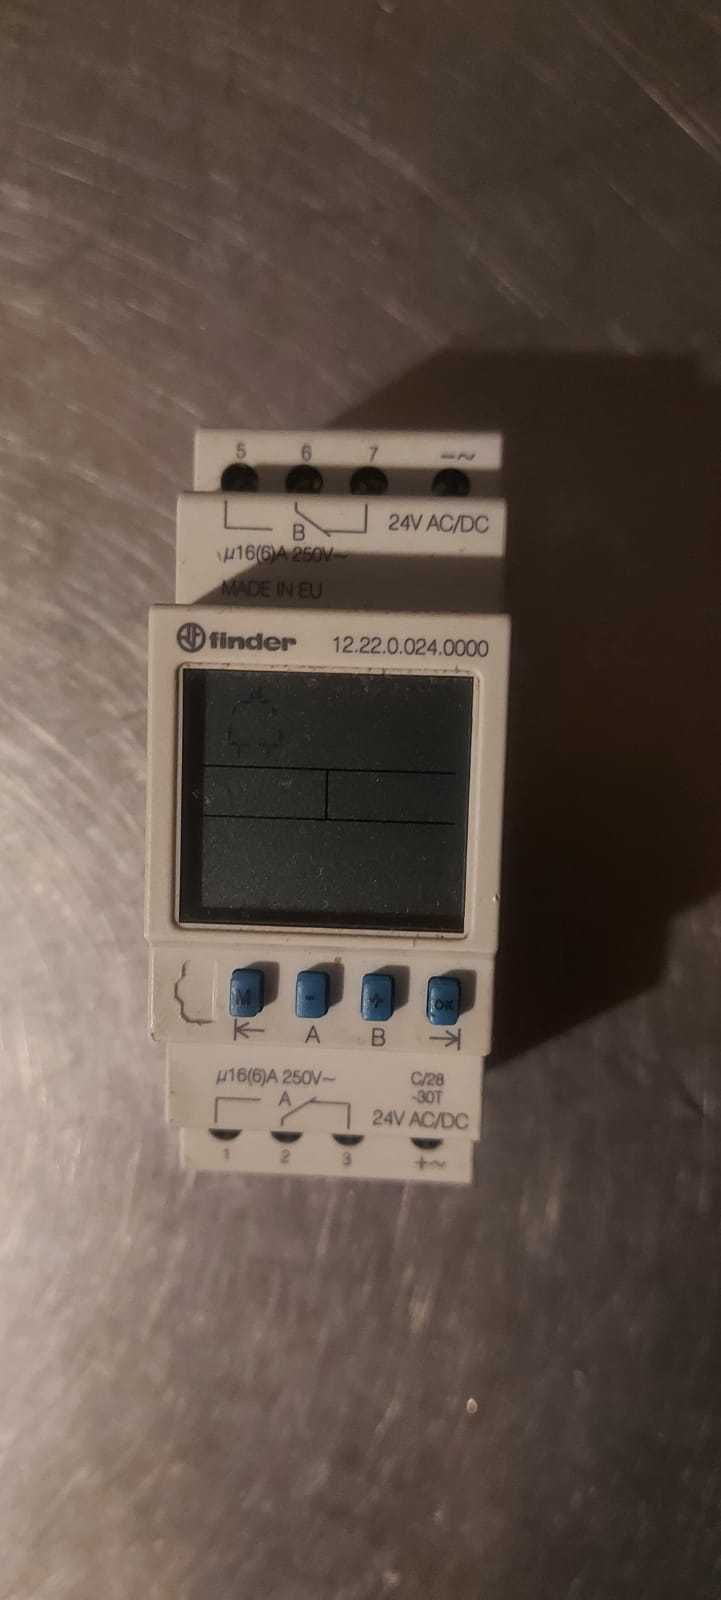 5 6 7 ⎓~
B 24V AC/DC
µ16(6)A 250V~
MADE IN EU
finder 12.22.0.024.0000
M - + OK
A B
µ16(6)A 250V~ C/28
A -30T
24V AC/DC
1 2 3 +~